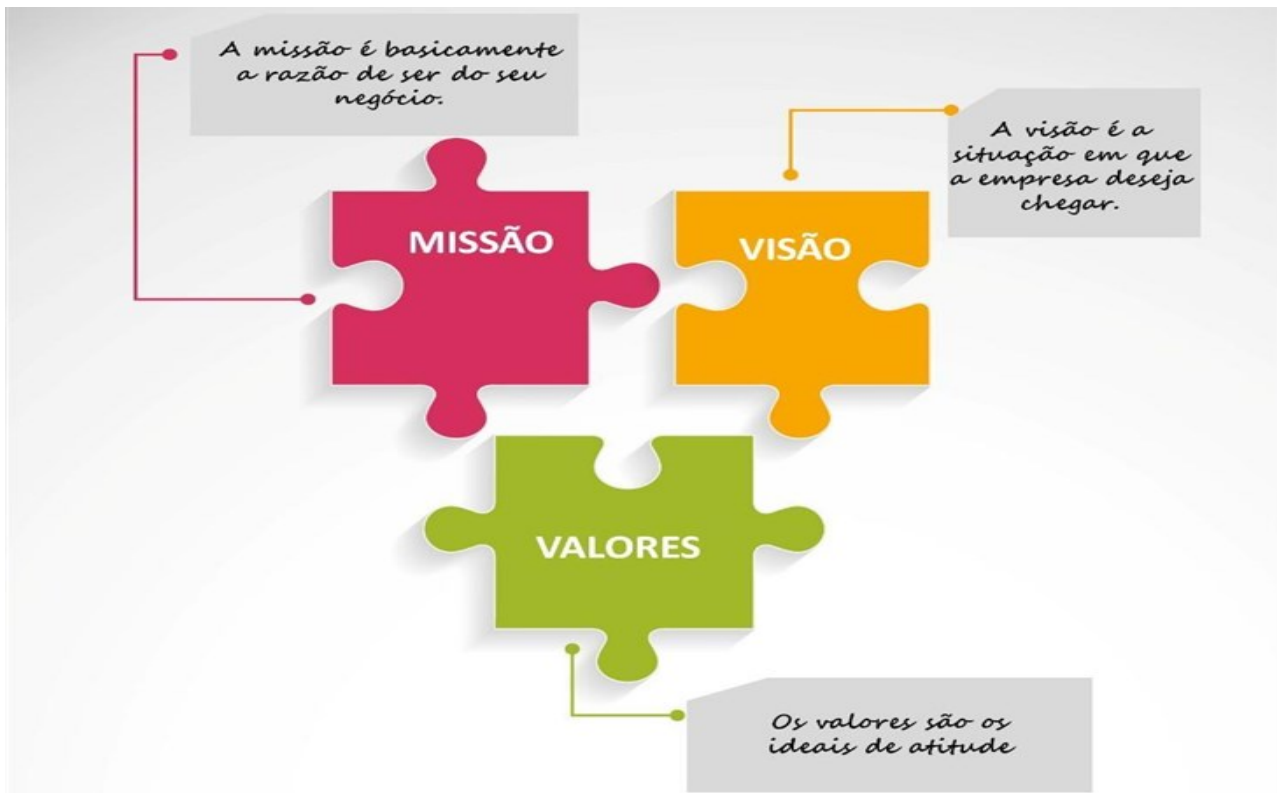 A missão é basicamente
a razão de ser do seu
negócio.
A visão é a
situação em que
a empresa deseja
chegar.
MISSÃO
VISÃO
VALORES
Os valores são os
ideais de atitude